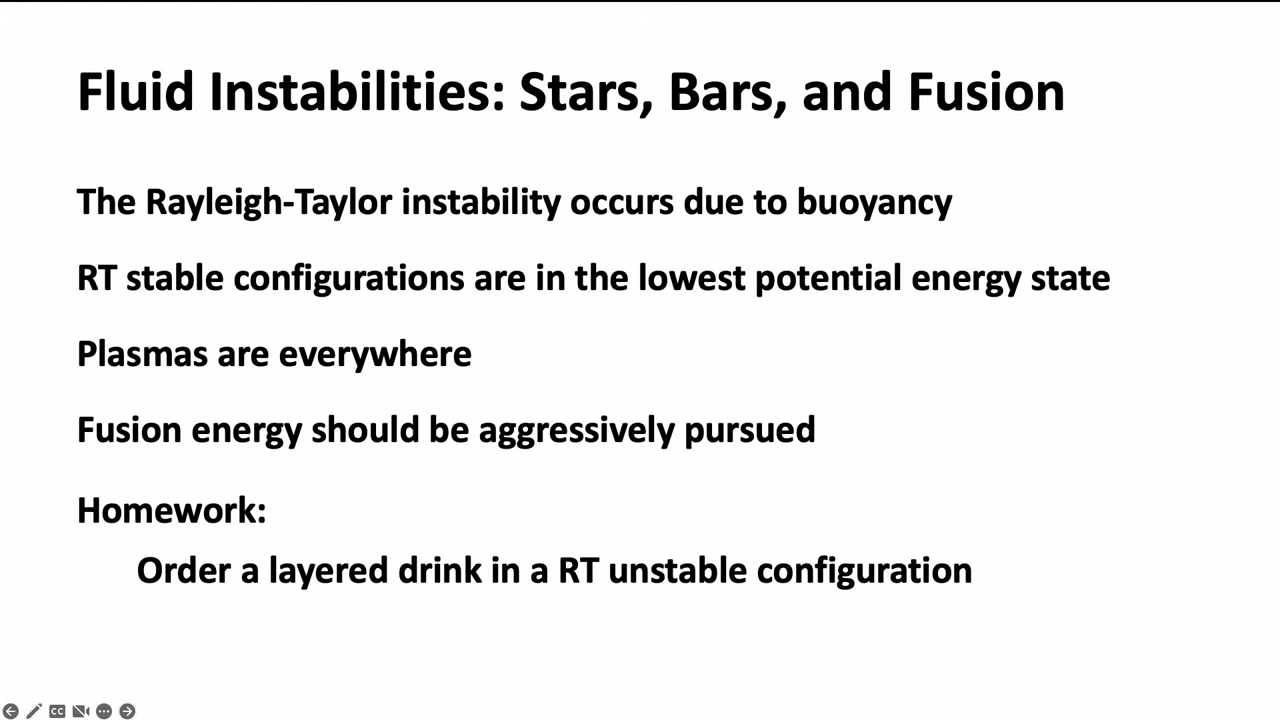 Fluid Instabilities: Stars, Bars, and Fusion
The Rayleigh-Taylor instability occurs due to buoyancy
RT stable configurations are in the lowest potential energy state
Plasmas are everywhere
Fusion energy should be aggressively pursued
Homework:
Order a layered drink in a RT unstable configuration
CC